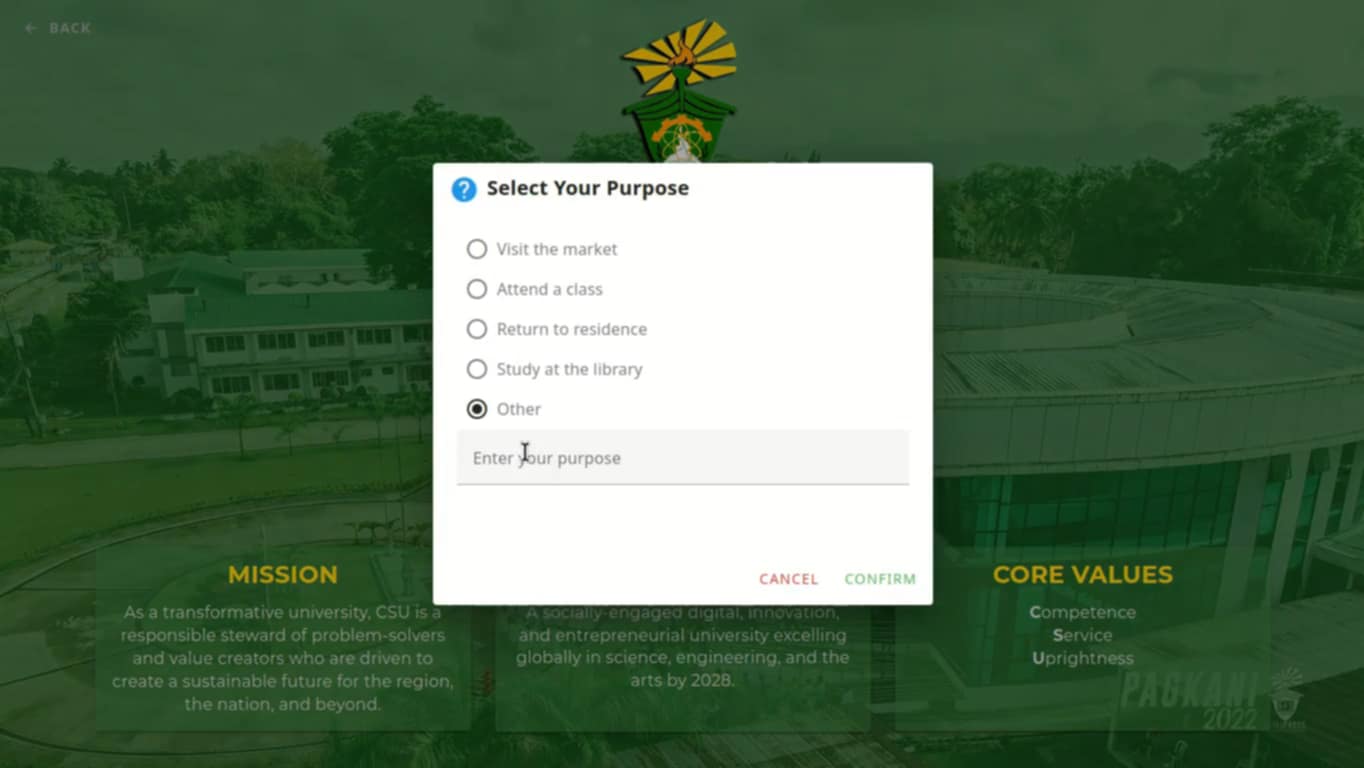 ← BACK
? Select Your Purpose
Visit the market
Attend a class
Return to residence
Study at the library
Other
Enter your purpose
CANCEL CONFIRM
MISSION
As a transformative university, CSU is a
responsible steward of problem-solvers
and value creators who are driven to
create a sustainable future for the region,
the nation, and beyond.
A socially-engaged digital, innovation,
and entrepreneurial university excelling
globally in science, engineering, and the
arts by 2028.
CORE VALUES
Competence
Service
Uprightness
PAGKANI
2022